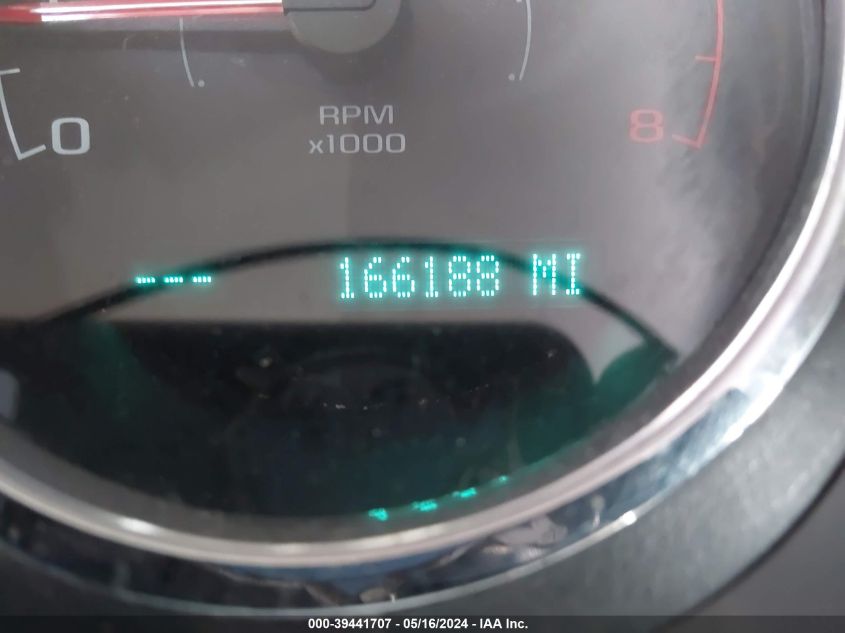 RPM
x1000
0
8
--- 166188 MI
000-39441707 - 05/16/2024 - IAA Inc.